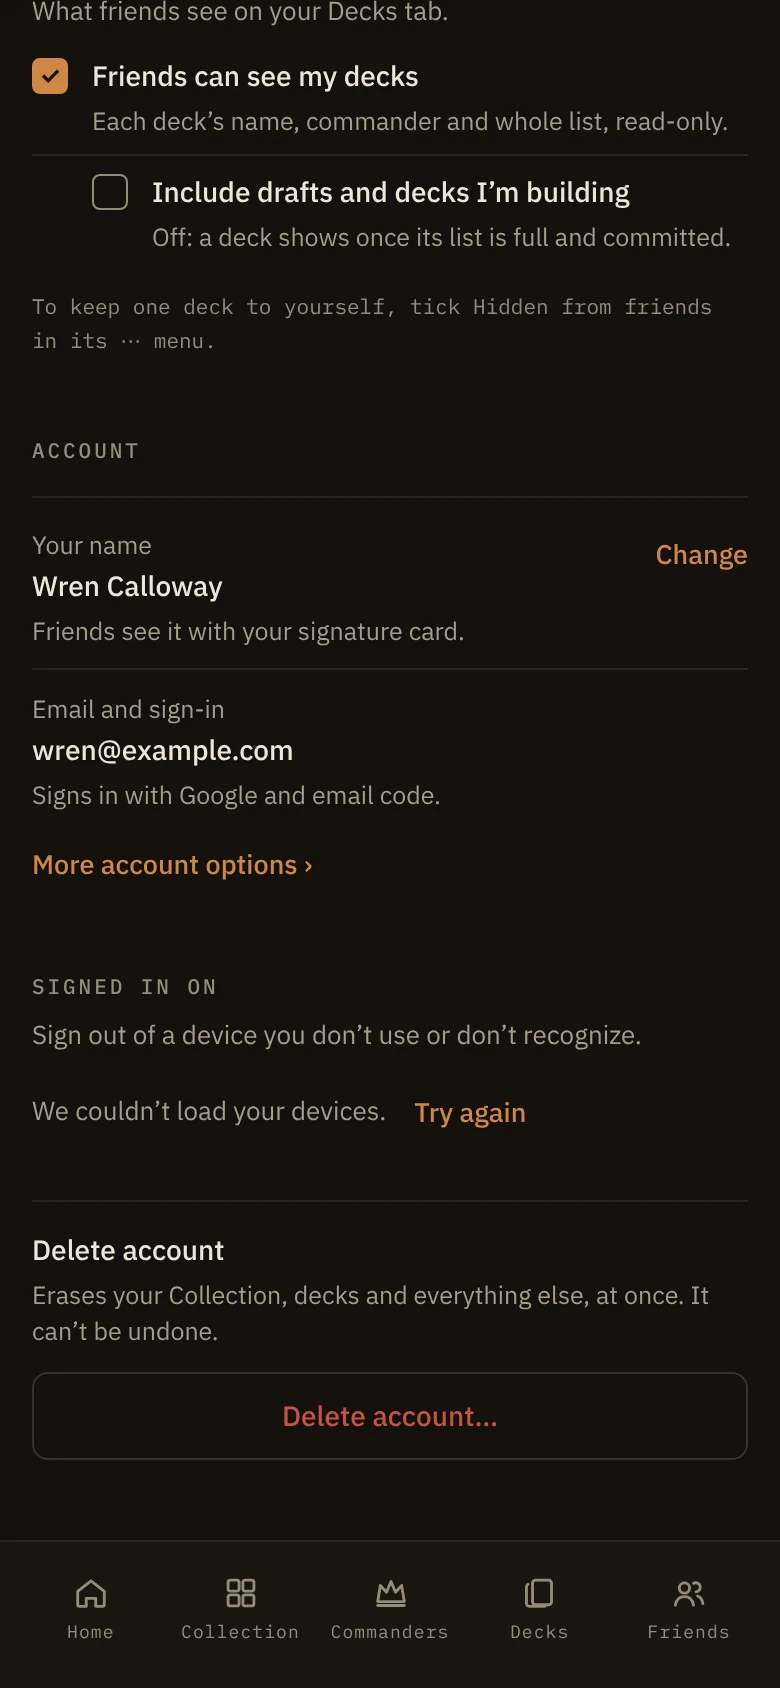 What friends see on your Decks tab.
Friends can see my decks
Each deck’s name, commander and whole list, read-only.
Include drafts and decks I’m building
Off: a deck shows once its list is full and committed.
To keep one deck to yourself, tick Hidden from friends
in its ··· menu.
ACCOUNT
Your name
Change
Wren Calloway
Friends see it with your signature card.
Email and sign-in
wren@example.com
Signs in with Google and email code.
More account options ›
SIGNED IN ON
Sign out of a device you don’t use or don’t recognize.
We couldn’t load your devices. Try again
Delete account
Erases your Collection, decks and everything else, at once. It
can’t be undone.
Delete account...
Home Collection Commanders Decks Friends